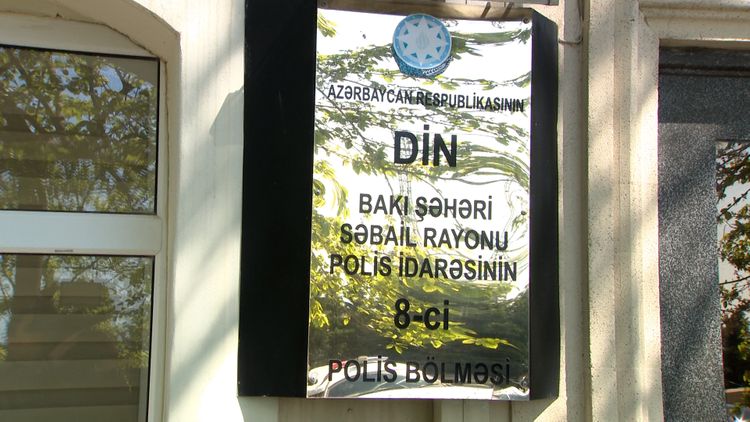 AZƏRBAYCAN RESPUBLİKASININ
DİN
BAKI ŞƏHƏRİ
SƏBAİL RAYONU
POLİS İDARƏSİNİN
8-ci
POLİS BÖLMƏSİ